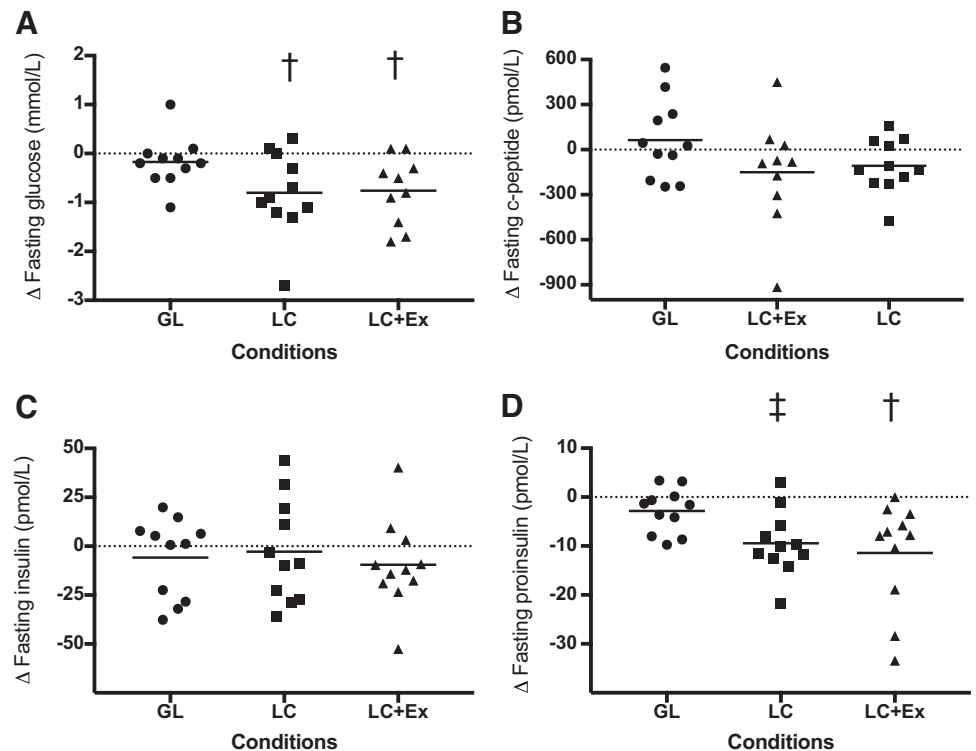 A
Δ Fasting glucose (mmol/L)
2
1
0
-1
-2
-3
† †
GL LC LC+Ex
Conditions
B
Δ Fasting c-peptide (pmol/L)
600
300
0
-300
-600
-900
GL LC+Ex LC
Conditions
C
Δ Fasting insulin (pmol/L)
50
25
0
-25
-50
GL LC LC+Ex
Conditions
D
Δ Fasting proinsulin (pmol/L)
10
0
-10
-20
-30
‡ †
GL LC LC+Ex
Conditions